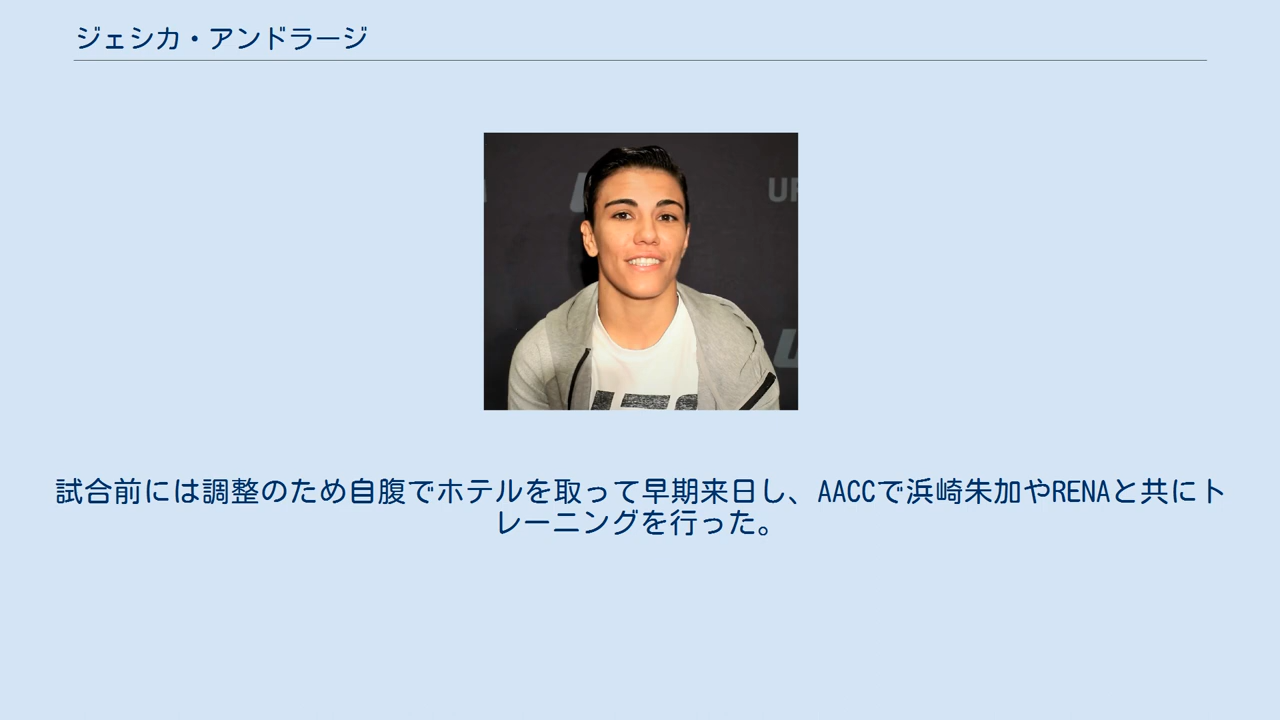 ジェシカ・アンドラージ
UF
試合前には調整のため自腹でホテルを取って早期来日し、AACCで浜崎朱加やRENAと共にト
レーニングを行った。